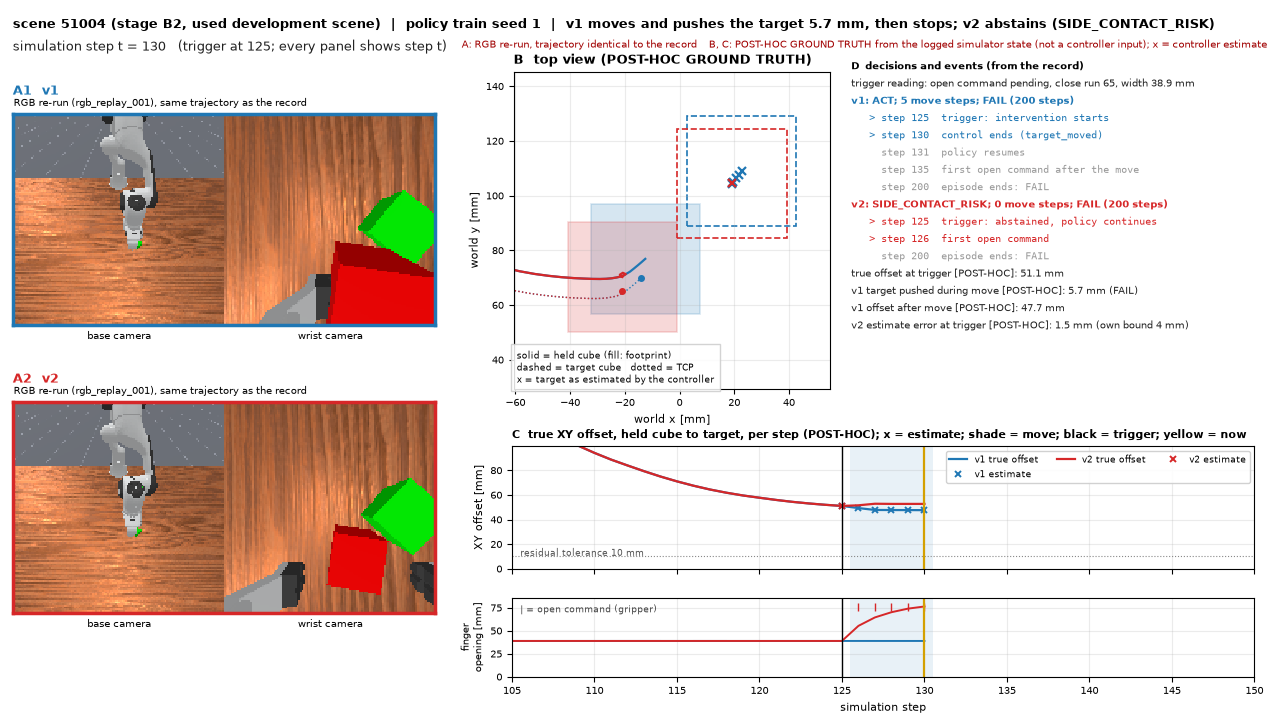 scene 51004 (stage B2, used development scene)  |  policy train seed 1  |  v1 moves and pushes the target 5.7 mm, then stops; v2 abstains (SIDE_CONTACT_RISK)
simulation step t = 130   (trigger at 125; every panel shows step t)
A: RGB re-run, trajectory identical to the record    B, C: POST-HOC GROUND TRUTH from the logged simulator state (not a controller input); x = controller estimate
A1  v1
RGB re-run (rgb_replay_001), same trajectory as the record
base camera
wrist camera
A2  v2
RGB re-run (rgb_replay_001), same trajectory as the record
base camera
wrist camera
B  top view (POST-HOC GROUND TRUTH)
world y [mm]
140
120
100
80
60
40
solid = held cube (fill: footprint)
dashed = target cube   dotted = TCP
x = target as estimated by the controller
−60
−40
−20
0
20
40
world x [mm]
D  decisions and events (from the record)
trigger reading: open command pending, close run 65, width 38.9 mm
v1: ACT; 5 move steps; FAIL (200 steps)
> step 125  trigger: intervention starts
> step 130  control ends (target_moved)
step 131  policy resumes
step 135  first open command after the move
step 200  episode ends: FAIL
v2: SIDE_CONTACT_RISK; 0 move steps; FAIL (200 steps)
> step 125  trigger: abstained, policy continues
> step 126  first open command
step 200  episode ends: FAIL
true offset at trigger [POST-HOC]: 51.1 mm
v1 target pushed during move [POST-HOC]: 5.7 mm (FAIL)
v1 offset after move [POST-HOC]: 47.7 mm
v2 estimate error at trigger [POST-HOC]: 1.5 mm (own bound 4 mm)
C  true XY offset, held cube to target, per step (POST-HOC); x = estimate; shade = move; black = trigger; yellow = now
XY offset [mm]
80
60
40
20
0
residual tolerance 10 mm
v1 true offset
v2 true offset
v2 estimate
v1 estimate
finger
opening [mm]
75
50
25
0
| = open command (gripper)
105
110
115
120
125
130
135
140
145
150
simulation step